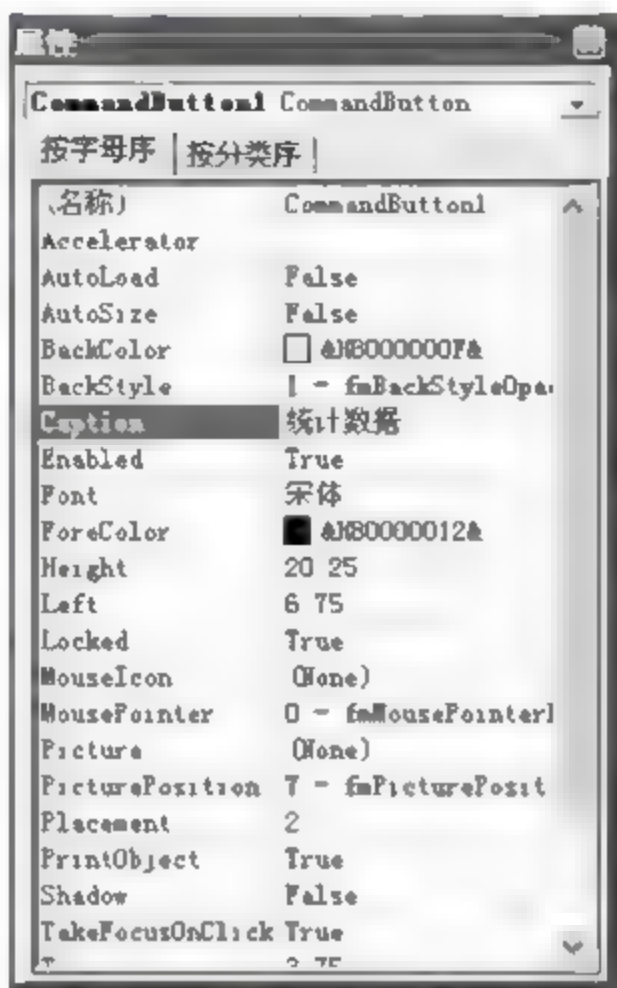 属性
CommandButton1 CommandButton
按字母序 按分类序
(名称) CommandButton1
Accelerator
AutoLoad False
AutoSize False
BackColor &H8000000F&
BackStyle 1 - fmBackStyleOpa
Caption 统计数据
Enabled True
Font 宋体
ForeColor &H80000012&
Height 20.25
Left 6.75
Locked True
MouseIcon (None)
MousePointer 0 - fmMousePointer
Picture (None)
PicturePosition 7 - fmPicturePosit
Placement 2
PrintObject True
Shadow False
TakeFocusOnClick True